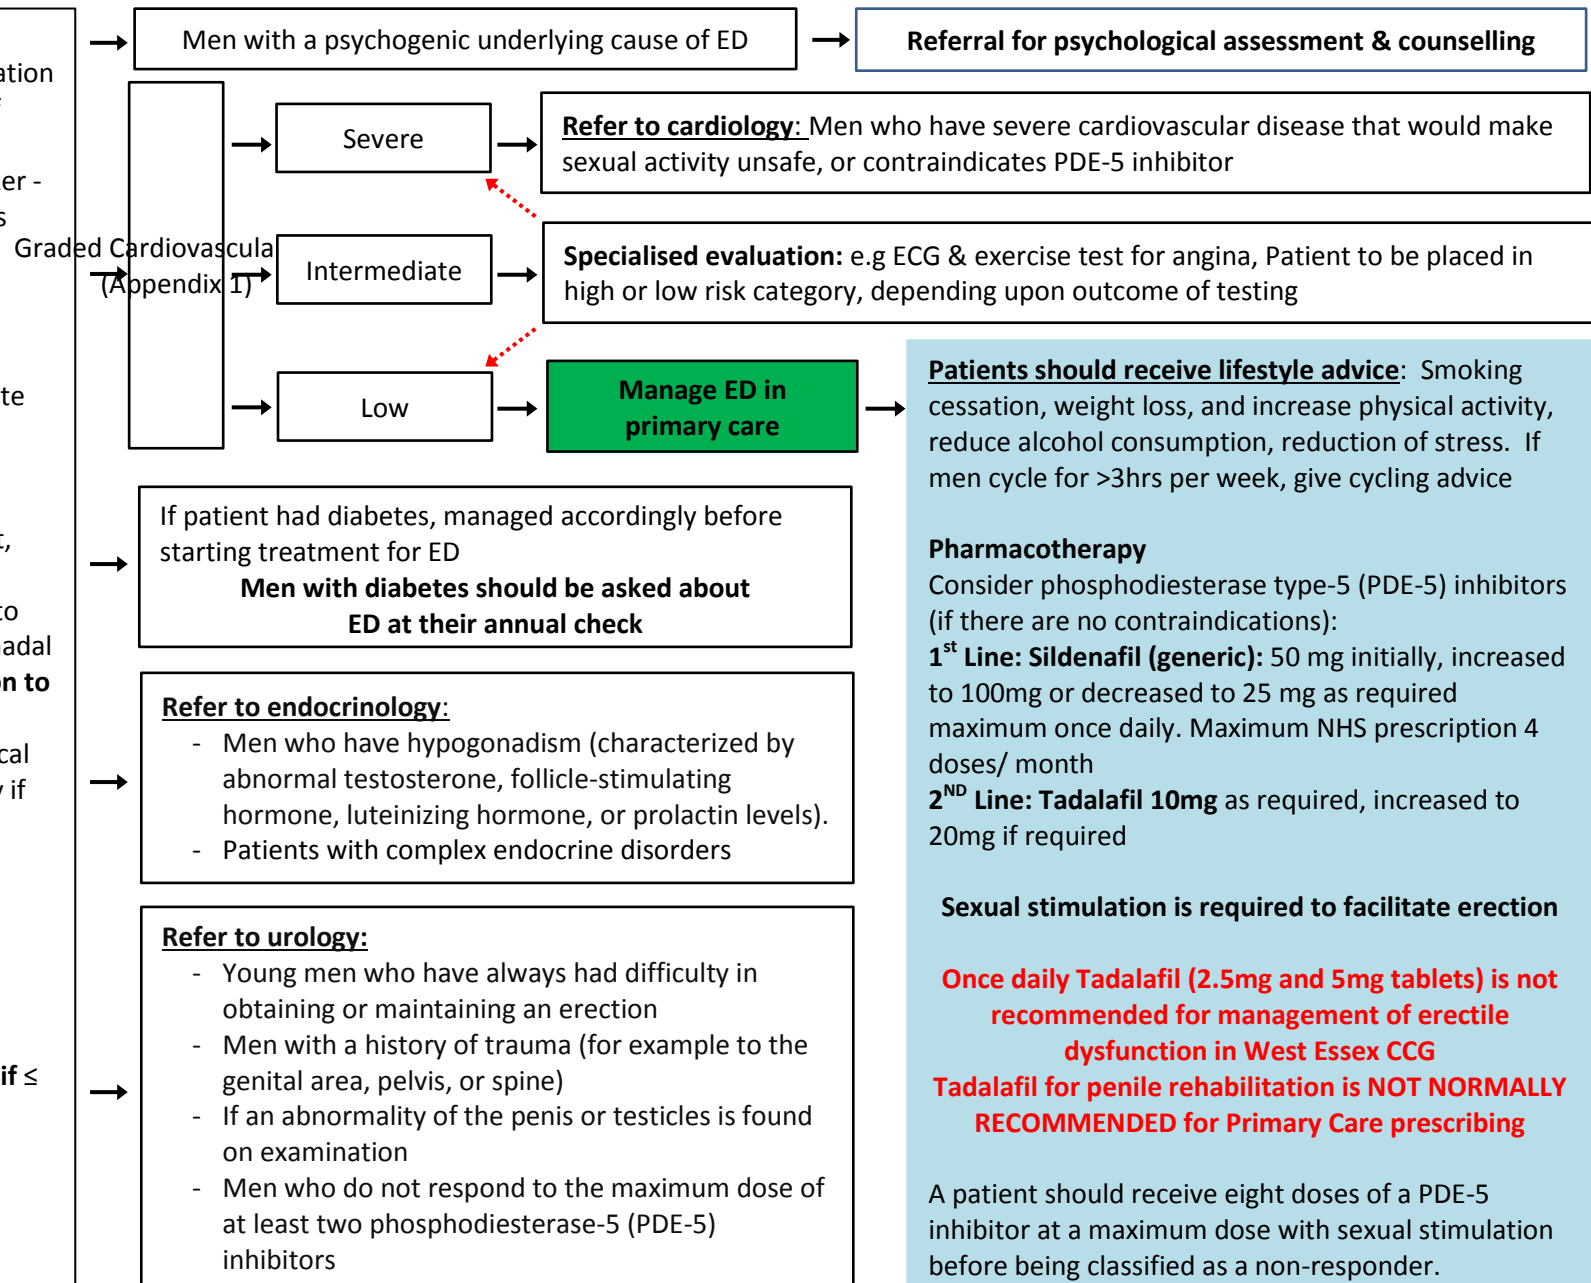 ation
f
ter -
s
te
t,
to
nadal
on to
cal
y if
if ≤
Men with a psychogenic underlying cause of ED
Referral for psychological assessment & counselling
Graded Cardiovascula
(Appendix 1)
Severe
Refer to cardiology: Men who have severe cardiovascular disease that would make
sexual activity unsafe, or contraindicates PDE-5 inhibitor
Intermediate
Specialised evaluation: e.g ECG & exercise test for angina, Patient to be placed in
high or low risk category, depending upon outcome of testing
Low
Manage ED in
primary care
If patient had diabetes, managed accordingly before
starting treatment for ED
Men with diabetes should be asked about
ED at their annual check
Refer to endocrinology:
- Men who have hypogonadism (characterized by
abnormal testosterone, follicle-stimulating
hormone, luteinizing hormone, or prolactin levels).
- Patients with complex endocrine disorders
Refer to urology:
- Young men who have always had difficulty in
obtaining or maintaining an erection
- Men with a history of trauma (for example to the
genital area, pelvis, or spine)
- If an abnormality of the penis or testicles is found
on examination
- Men who do not respond to the maximum dose of
at least two phosphodiesterase-5 (PDE-5)
inhibitors
Patients should receive lifestyle advice: Smoking
cessation, weight loss, and increase physical activity,
reduce alcohol consumption, reduction of stress. If
men cycle for >3hrs per week, give cycling advice
Pharmacotherapy
Consider phosphodiesterase type-5 (PDE-5) inhibitors
(if there are no contraindications):
1st Line: Sildenafil (generic): 50 mg initially, increased
to 100mg or decreased to 25 mg as required
maximum once daily. Maximum NHS prescription 4
doses/ month
2ND Line: Tadalafil 10mg as required, increased to
20mg if required
Sexual stimulation is required to facilitate erection
Once daily Tadalafil (2.5mg and 5mg tablets) is not
recommended for management of erectile
dysfunction in West Essex CCG
Tadalafil for penile rehabilitation is NOT NORMALLY
RECOMMENDED for Primary Care prescribing
A patient should receive eight doses of a PDE-5
inhibitor at a maximum dose with sexual stimulation
before being classified as a non-responder.